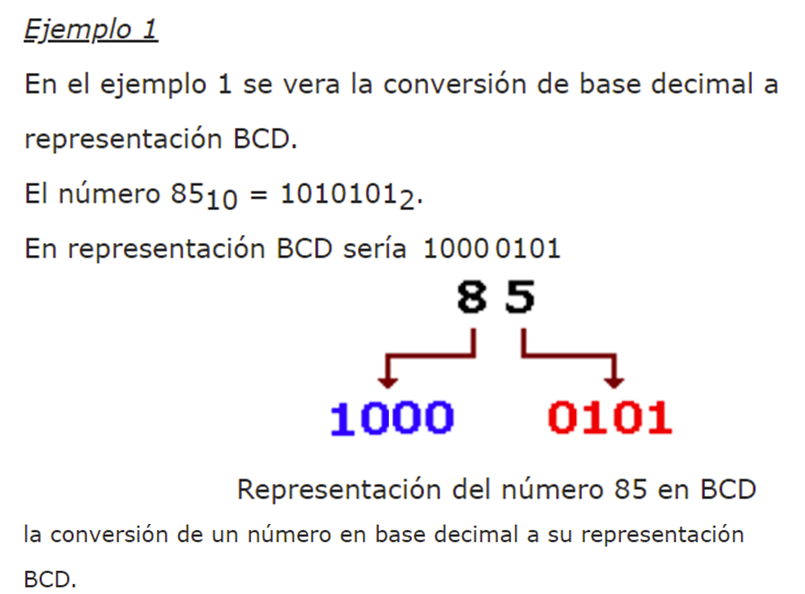 Ejemplo 1
En el ejemplo 1 se vera la conversión de base decimal a
representación BCD.
El número 85₁₀ = 1010101₂.
En representación BCD sería 1000 0101
8 5
1000 0101
Representación del número 85 en BCD
la conversión de un número en base decimal a su representación
BCD.